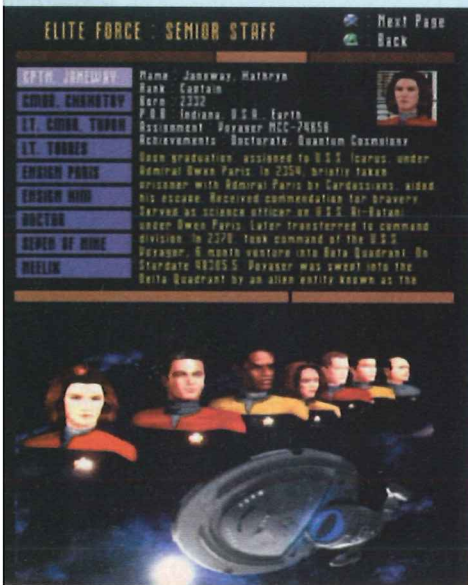 ELITE FORCE : SENIOR STAFF
Next Page
Back
CPTN. JANEWAY
CMDR. CHAKOTAY
LT. CMDR. TUVOK
LT. TORRES
ENSIGN PARIS
ENSIGN KIM
DOCTOR
SEVEN OF NINE
NEELIX
Name : Janeway, Kathryn
Rank : Captain
Born : 2332
P.O.B : Indiana, U.S.A., Earth
Assignment : Voyager NCC-74656
Achievements : Doctorate, Quantum Cosmology
Upon graduation, assigned to U.S.S. Icarus, under
Admiral Owen Paris. In 2354, briefly taken
prisoner with Admiral Paris by Cardassians, aided
his escape. Received commendation for bravery.
Served as science officer on U.S.S. Al-Batani
under Owen Paris. Later transferred to command
division. In 2370, took command of the U.S.S.
Voyager, 6 month venture into Beta Quadrant. On
Stardate 48305.5, Voyager was swept into the
Delta Quadrant by an alien entity known as the